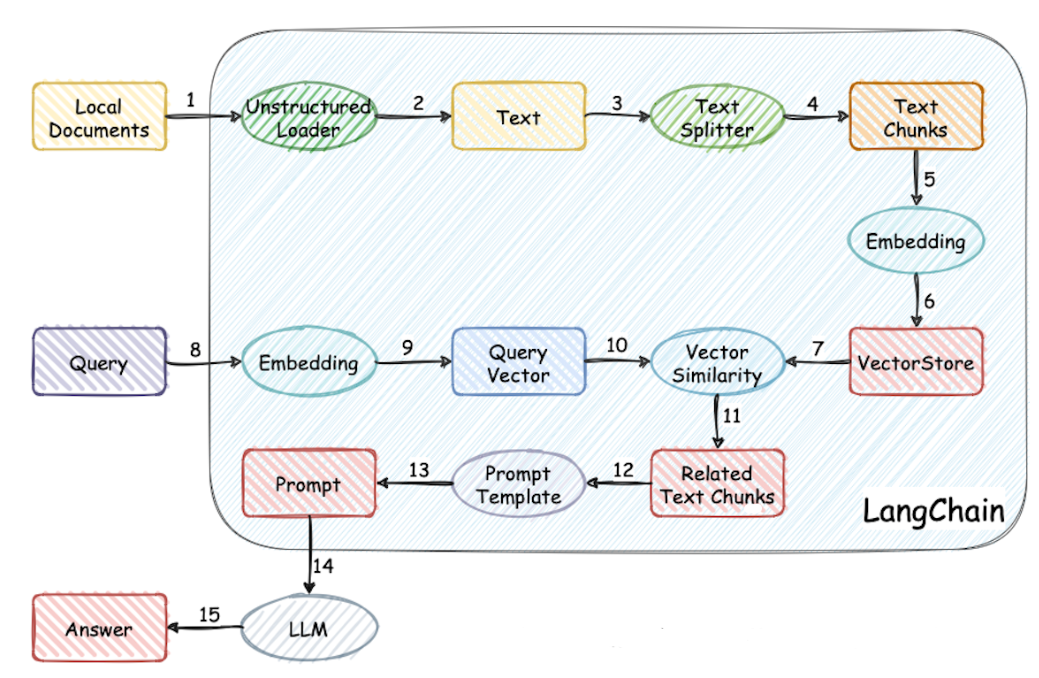 Local
Documents
1
Unstructured
Loader
2
Text
3
Text
Splitter
4
Text
Chunks
5
Embedding
6
Query
8
Embedding
9
Query
Vector
10
Vector
Similarity
7
VectorStore
11
Prompt
13
Prompt
Template
12
Related
Text Chunks
LangChain
14
Answer
15
LLM